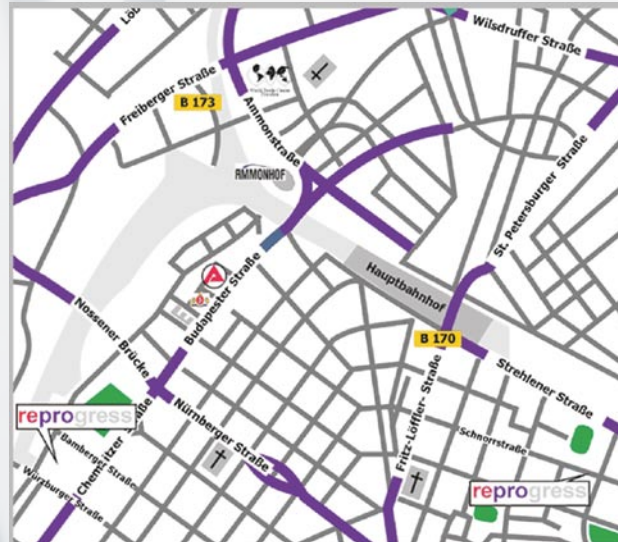 Löb
Wilsdruffer Straße
Freiberger Straße
B 173
Ammonstraße
AMMONHOF
St. Petersburger Straße
Hauptbahnhof
Budapester Straße
B 170
Nossener Brücke
Strehlener Straße
Fritz-Löffler- Straße
Nürnberger Straße
Schnorrstraße
reprogress
Chemnitzer Straße
Bamberger Straße
Würzburger Straße
reprogress